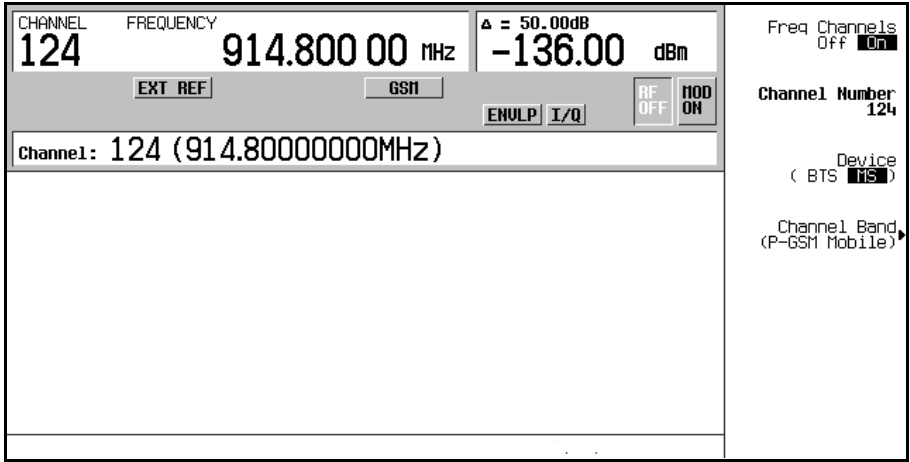 CHANNEL FREQUENCY
124 914.800 00 MHz
Δ = 50.00dB
-136.00 dBm
EXT REF GSM
ENVLP I/Q
RF OFF
MOD ON
Channel: 124 (914.80000000MHz)
Freq Channels
Off On
Channel Number
124
Device
( BTS MS )
Channel Band
(P-GSM Mobile)